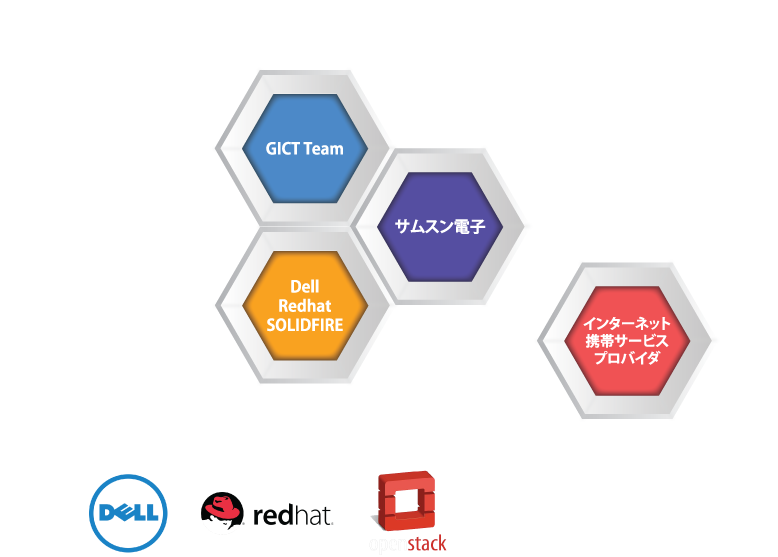 GICT Team
サムスン電子
Dell
Redhat
SOLIDFIRE
インターネット
携帯サービス
プロバイダ
DELL
redhat.
openstack